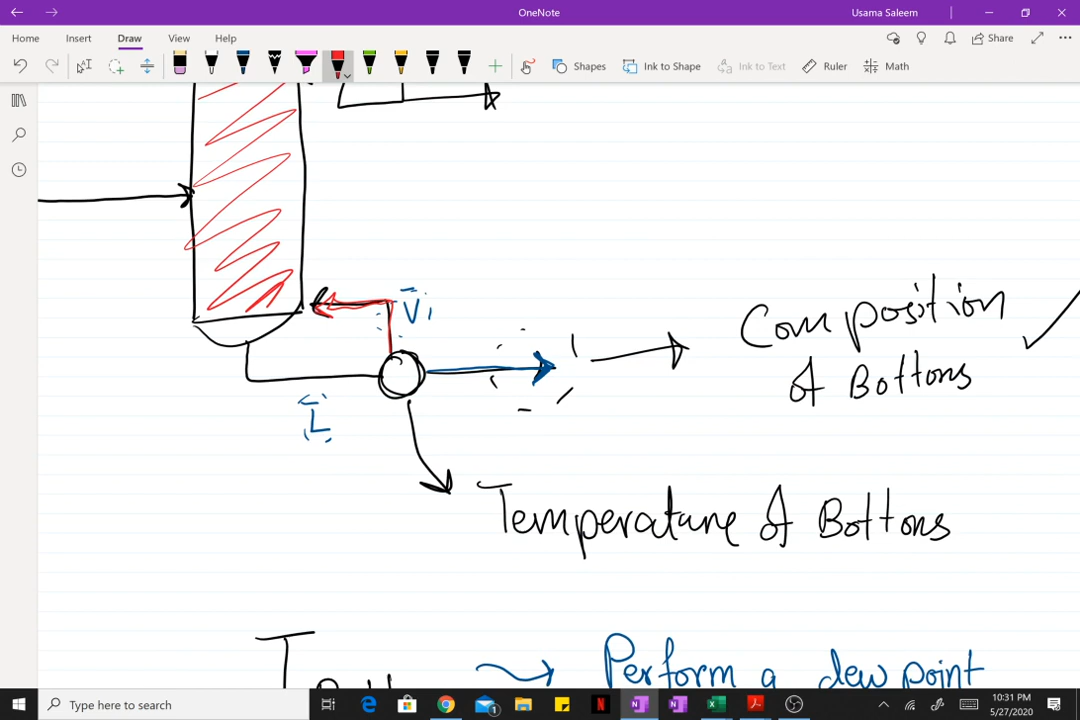 OneNote
Usama Saleem
Home Insert Draw View Help
Share
Shapes
Ink to Shape
Ink to Text
Ruler
Math
V̄
Composition
of Bottoms
L̄
Temperature of Bottoms
T
Perform a dew point
Type here to search
1
10:31 PM
5/27/2020